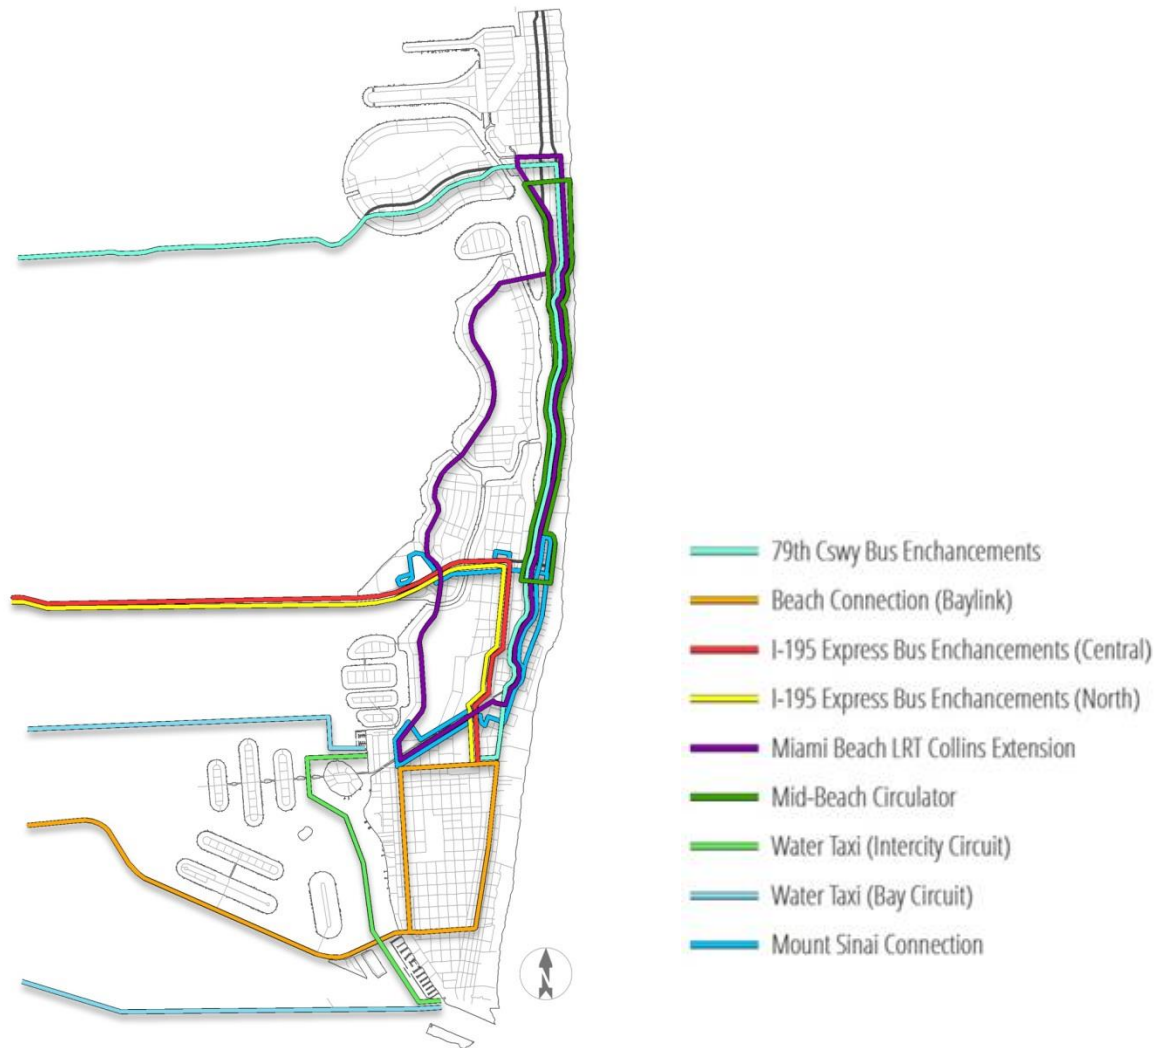 79th Cswy Bus Enchancements
Beach Connection (Baylink)
I-195 Express Bus Enchancements (Central)
I-195 Express Bus Enchancements (North)
Miami Beach LRT Collins Extension
Mid-Beach Circulator
Water Taxi (Intercity Circuit)
Water Taxi (Bay Circuit)
Mount Sinai Connection
N